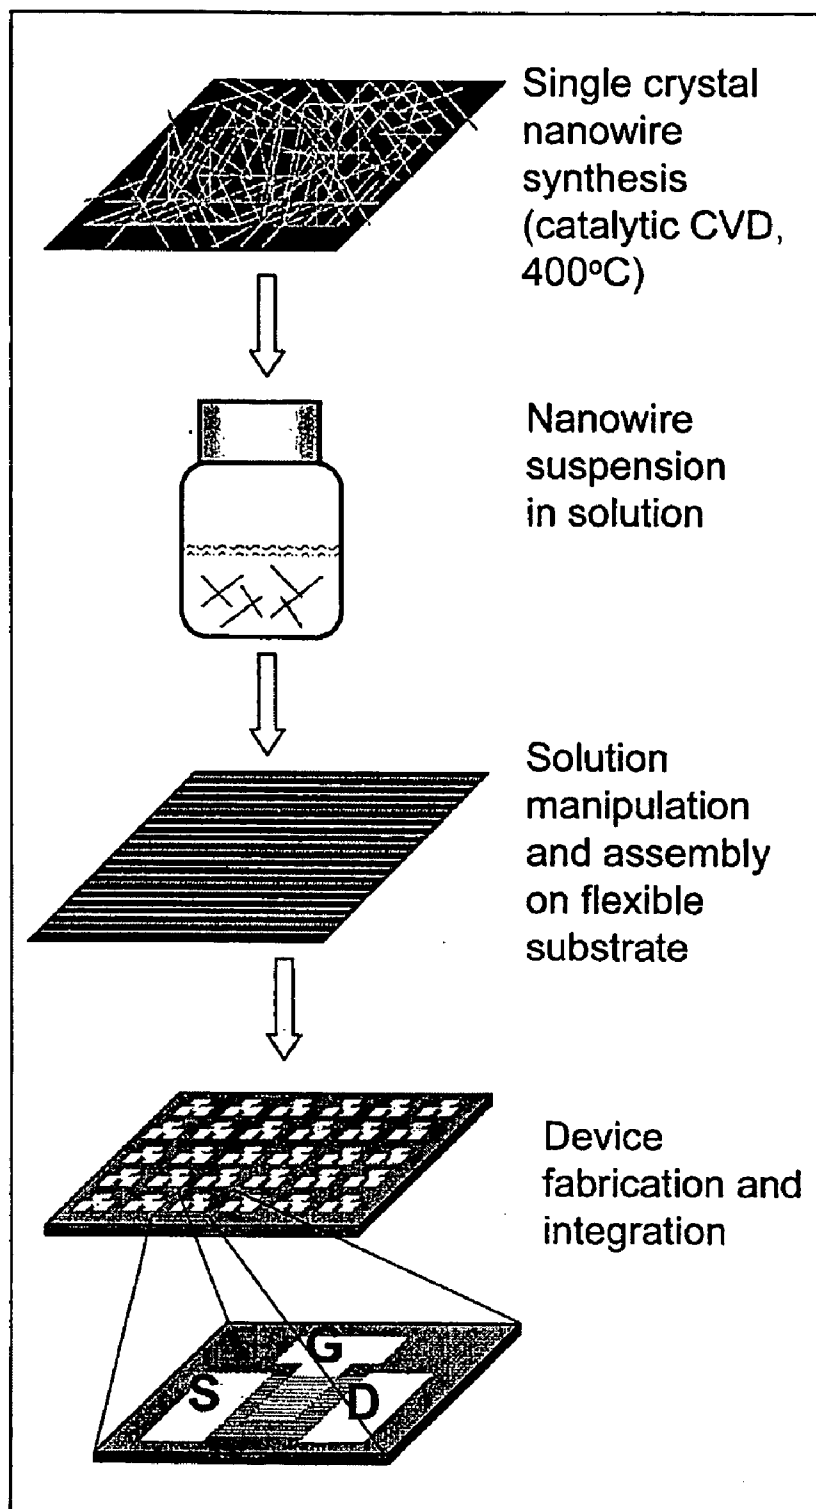 Single crystal
nanowire
synthesis
(catalytic CVD,
400ºC)
Nanowire
suspension
in solution
Solution
manipulation
and assembly
on flexible
substrate
Device
fabrication and
integration
G
S
D